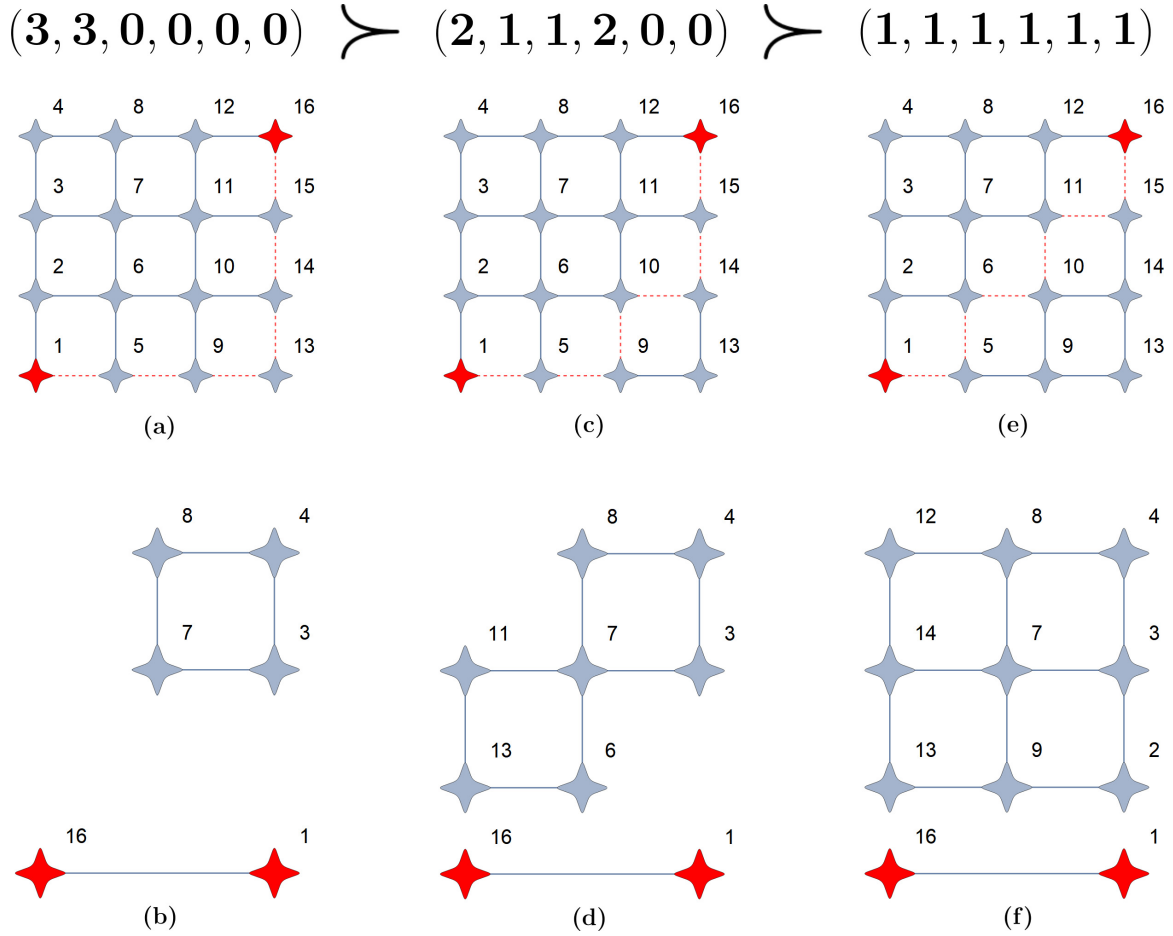 (3, 3, 0, 0, 0, 0) ≻ (2, 1, 1, 2, 0, 0) ≻ (1, 1, 1, 1, 1, 1)
4 8 12 16 4 8 12 16 4 8 12 16
3 7 11 15 3 7 11 15 3 7 11 15
2 6 10 14 2 6 10 14 2 6 10 14
1 5 9 13 1 5 9 13 1 5 9 13
(a) (c) (e)
8 4 8 4 12 8 4
7 3 11 7 3 14 7 3
13 6 13 9 2
16 1 16 1 16 1
(b) (d) (f)